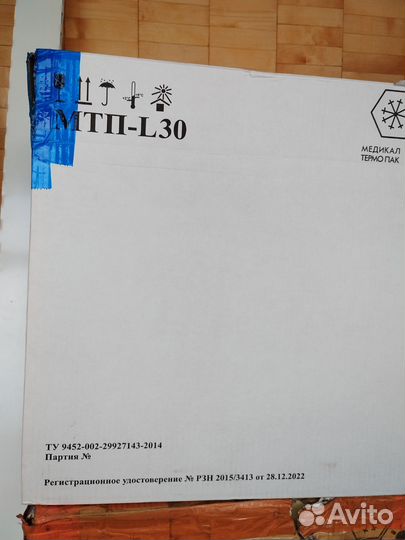 МТП-L30
МЕДИКАЛ
ТЕРМО ПАК
ТУ 9452-002-29927143-2014
Партия №
Регистрационное удостоверение № РЗН 2015/3413 от 28.12.2022
Avito